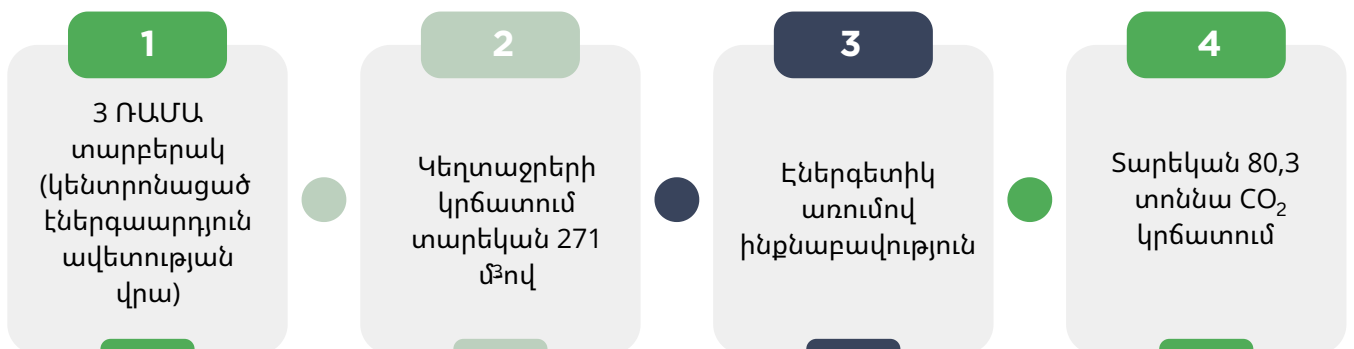 1
3 ՌԱՄԱ
տարբերակ
(կենտրոնացած
էներգաարդյուն
ավետության
վրա)
2
Կեղտաջրերի
կրճատում
տարեկան 271
մ³ով
3
Էներգետիկ
առումով
ինքնաբավություն
4
Տարեկան 80,3
տոննա CO₂
կրճատում